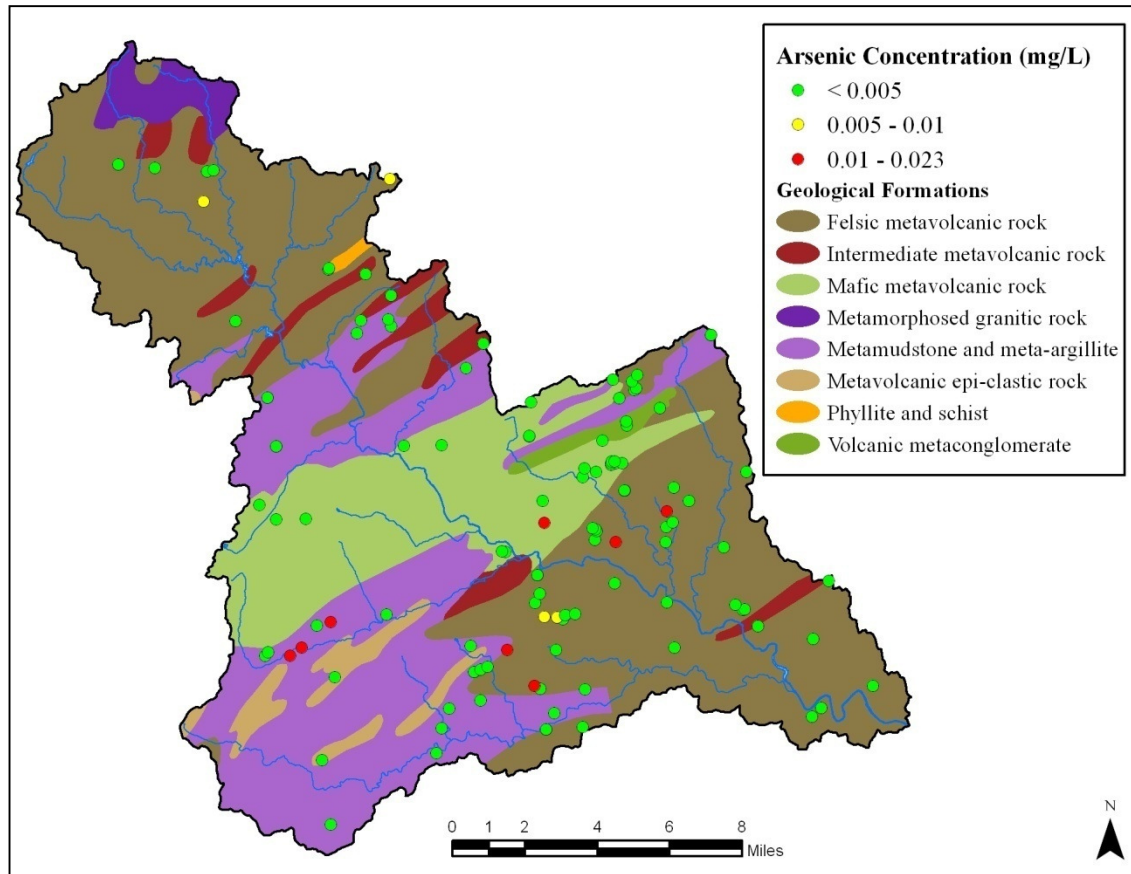 Arsenic Concentration (mg/L)
< 0.005
0.005 - 0.01
0.01 - 0.023
Geological Formations
Felsic metavolcanic rock
Intermediate metavolcanic rock
Mafic metavolcanic rock
Metamorphosed granitic rock
Metamudstone and meta-argillite
Metavolcanic epi-clastic rock
Phyllite and schist
Volcanic metaconglomerate
0 1 2 4 6 8
Miles
N